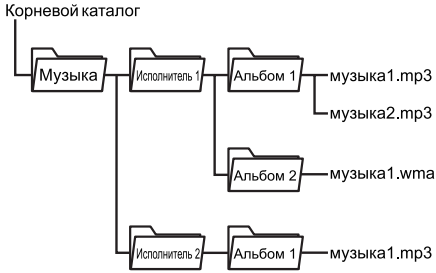 Корневой каталог
Музыка
Исполнитель 1
Альбом 1
музыка1.mp3
музыка2.mp3
Альбом 2
музыка1.wma
Исполнитель 2
Альбом 1
музыка1.mp3